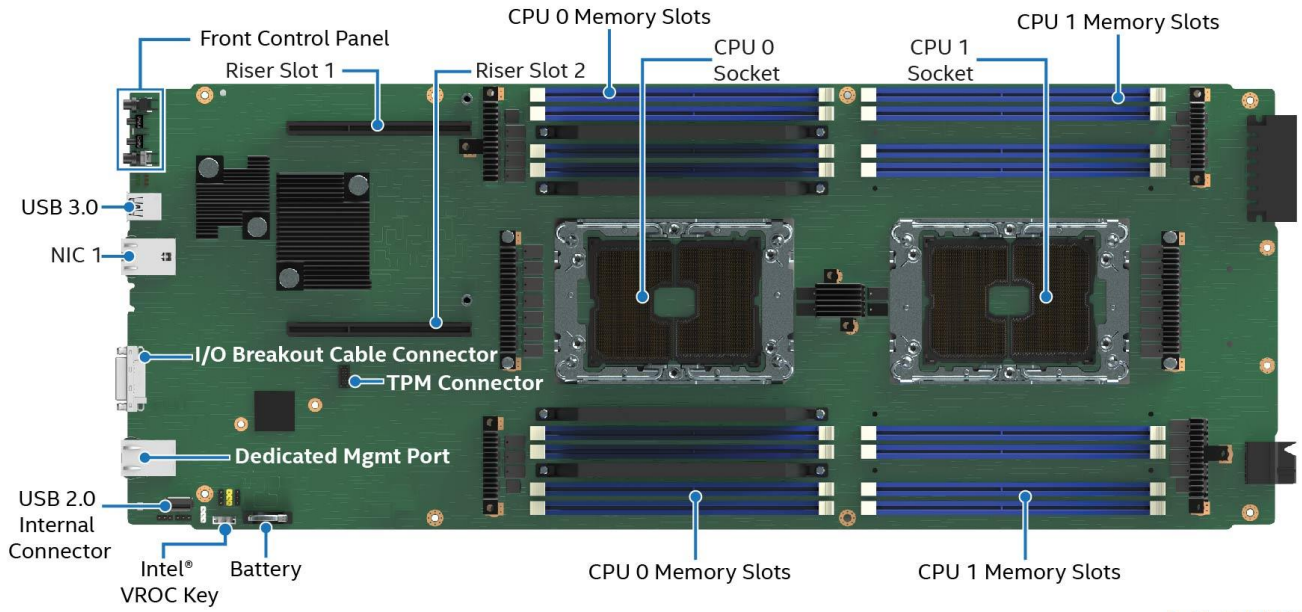 CPU 0 Memory Slots
CPU 1 Memory Slots
Front Control Panel
CPU 0
Socket
CPU 1
Socket
Riser Slot 1
Riser Slot 2
USB 3.0
NIC 1
I/O Breakout Cable Connector
TPM Connector
Dedicated Mgmt Port
USB 2.0
Internal
Connector
Intel®
VROC Key
Battery
CPU 0 Memory Slots
CPU 1 Memory Slots